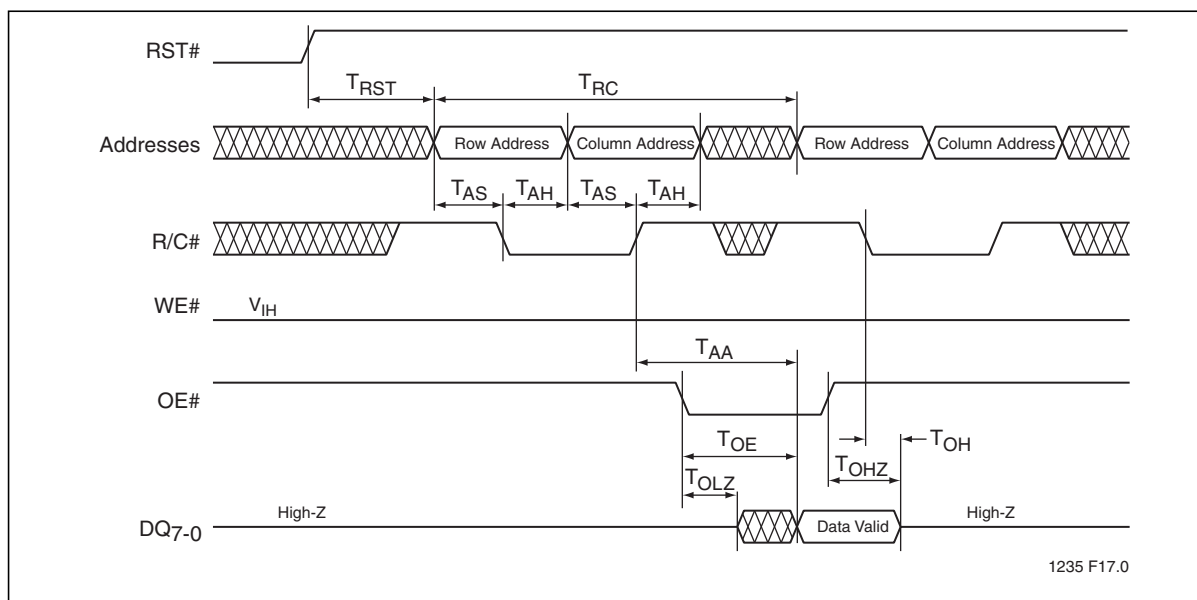 RST#
TRST
TRC
Addresses
Row Address
Column Address
Row Address
Column Address
TAS
TAH
TAS
TAH
R/C#
WE#
VIH
TAA
OE#
TOE
TOH
TOHZ
TOLZ
High-Z
Data Valid
High-Z
DQ7-0
1235 F17.0